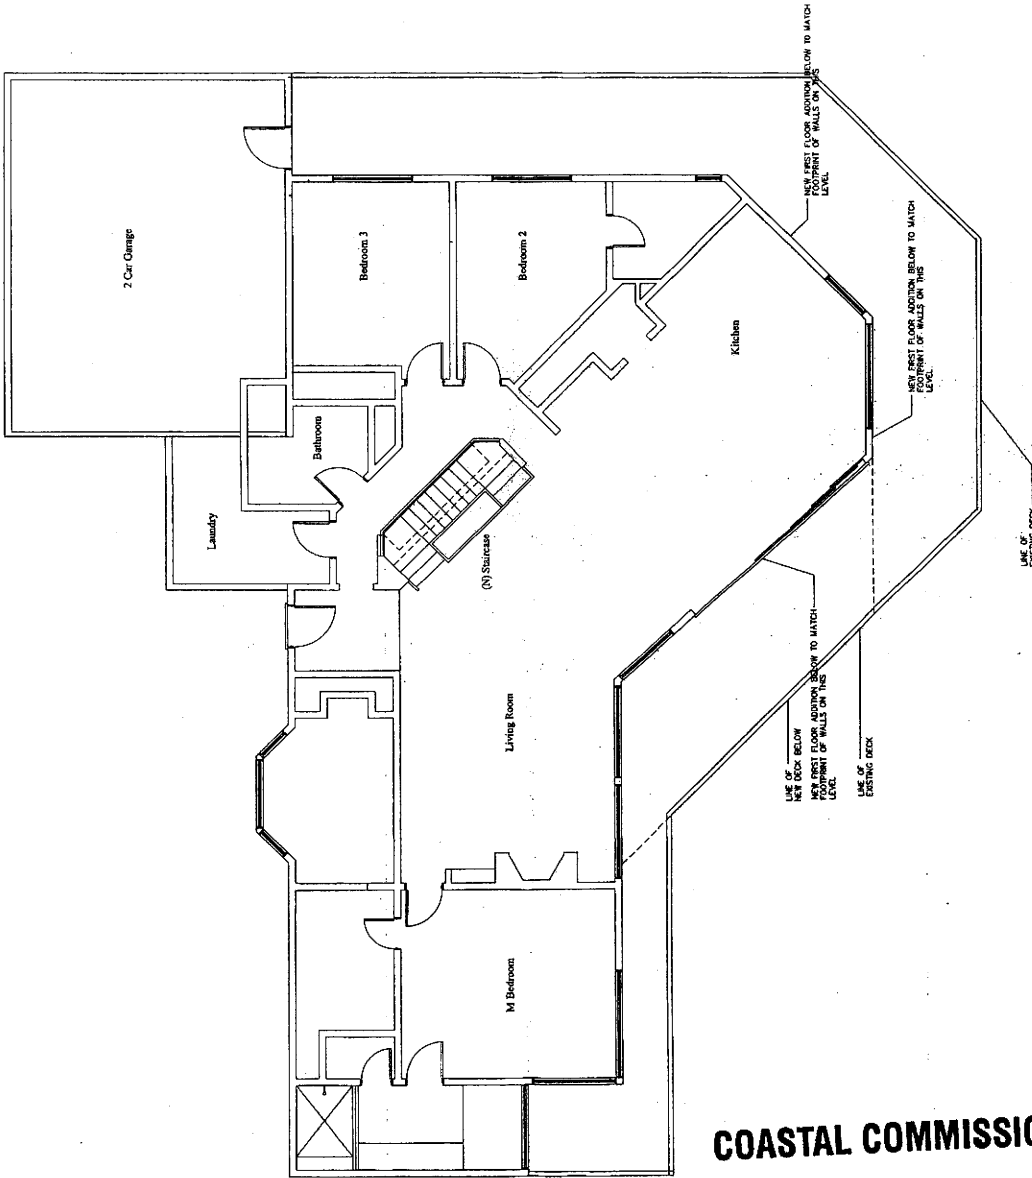 2 Car Garage
Bedroom 3
Bedroom 2
Kitchen
Bathroom
Laundry
(N) Staircase
Living Room
M Bedroom
NEW FIRST FLOOR ADDITION BELOW TO MATCH
FOOTPRINT OF WALLS ON THIS
LEVEL
NEW FIRST FLOOR ADDITION BELOW TO MATCH
FOOTPRINT OF WALLS ON THIS
LEVEL
LINE OF
NEW DECK BELOW
NEW FIRST FLOOR ADDITION BELOW TO MATCH
FOOTPRINT OF WALLS ON THIS
LEVEL
LINE OF
EXISTING DECK
LINE OF
COASTAL COMMISSIO